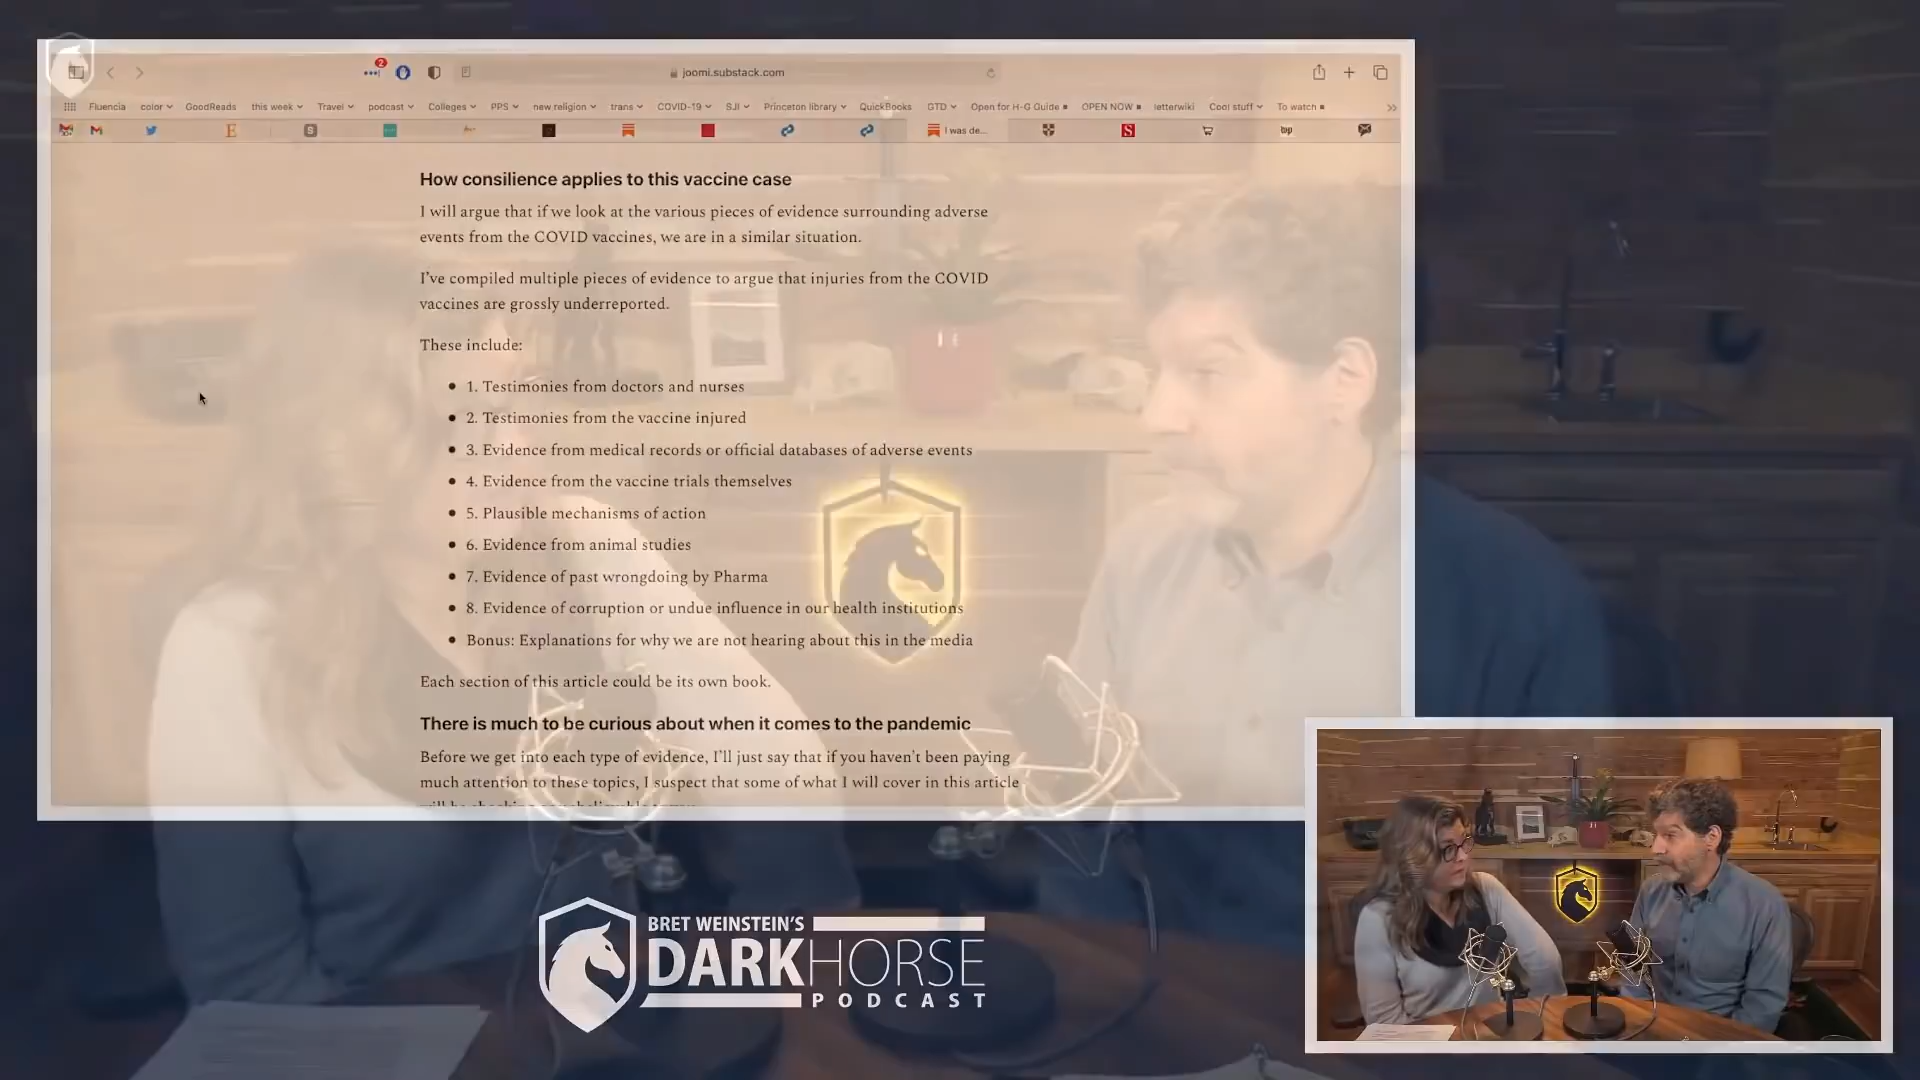 2
joomi.substack.com
Fluencia color GoodReads this week Travel podcast Colleges PPS new religion trans COVID-19 SJI Princeton library QuickBooks GTD Open for H-G Guide OPEN NOW letterwiki Cool stuff To watch
E S I was de... S
How consilience applies to this vaccine case
I will argue that if we look at the various pieces of evidence surrounding adverse
events from the COVID vaccines, we are in a similar situation.
I've compiled multiple pieces of evidence to argue that injuries from the COVID
vaccines are grossly underreported.
These include:
• 1. Testimonies from doctors and nurses
• 2. Testimonies from the vaccine injured
• 3. Evidence from medical records or official databases of adverse events
• 4. Evidence from the vaccine trials themselves
• 5. Plausible mechanisms of action
• 6. Evidence from animal studies
• 7. Evidence of past wrongdoing by Pharma
• 8. Evidence of corruption or undue influence in our health institutions
• Bonus: Explanations for why we are not hearing about this in the media
Each section of this article could be its own book.
There is much to be curious about when it comes to the pandemic
Before we get into each type of evidence, I'll just say that if you haven't been paying
much attention to these topics, I suspect that some of what I will cover in this article
BRET WEINSTEIN'S
DARKHORSE
PODCAST